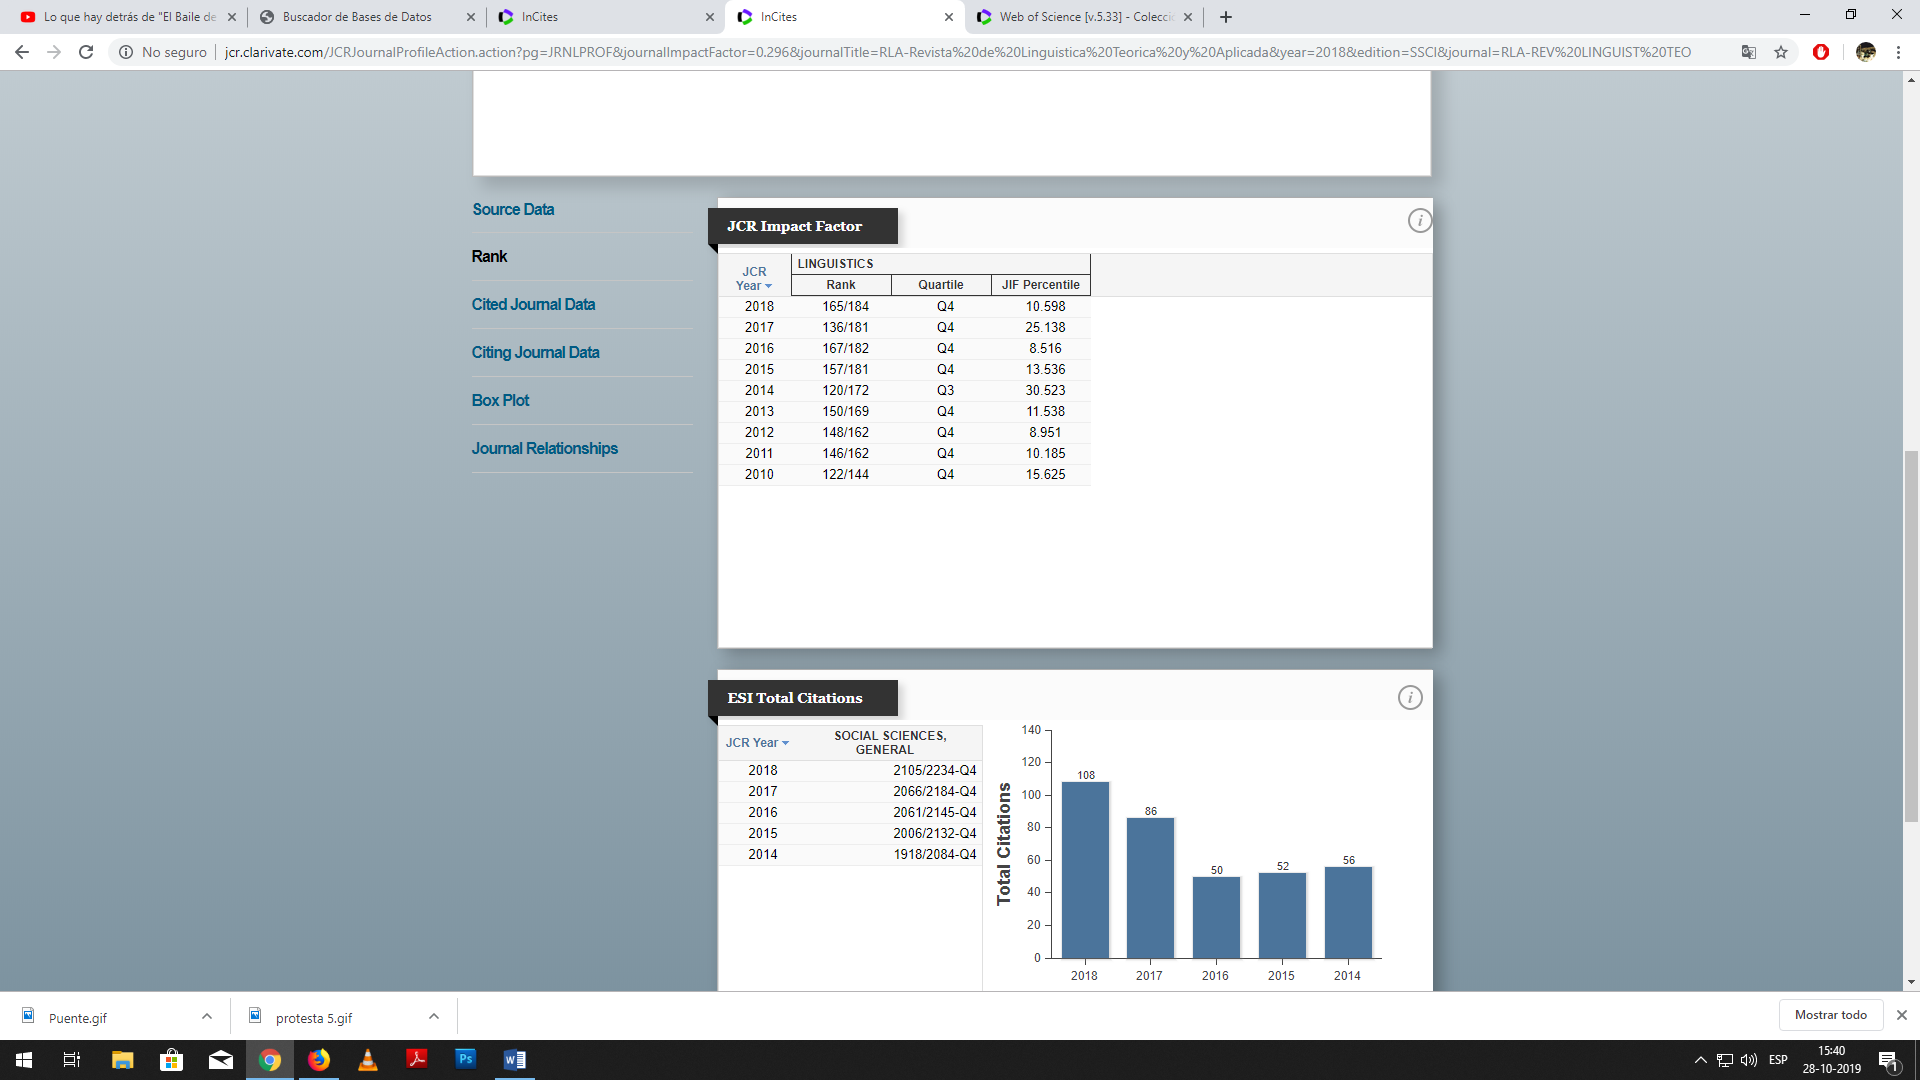 Lo que hay detrás de "El Baile de
Buscador de Bases de Datos
InCites
InCites
Web of Science [v.5.33] - Colecci
No seguro
jcr.clarivate.com/JCRJournalProfileAction.action?pg=JRNLPROF&journalImpactFactor=0.296&journalTitle=RLA-Revista%20de%20Linguistica%20Teorica%20y%20Aplicada&year=2018&edition=SSCI&journal=RLA-REV%20LINGUIST%20TEO
Source Data
Rank
Cited Journal Data
Citing Journal Data
Box Plot
Journal Relationships
JCR Impact Factor
i
JCR Year
LINGUISTICS
Rank Quartile JIF Percentile
2018 165/184 Q4 10.598
2017 136/181 Q4 25.138
2016 167/182 Q4 8.516
2015 157/181 Q4 13.536
2014 120/172 Q3 30.523
2013 150/169 Q4 11.538
2012 148/162 Q4 8.951
2011 146/162 Q4 10.185
2010 122/144 Q4 15.625
ESI Total Citations
i
JCR Year
SOCIAL SCIENCES,
GENERAL
2018 2105/2234-Q4
2017 2066/2184-Q4
2016 2061/2145-Q4
2015 2006/2132-Q4
2014 1918/2084-Q4
Total Citations
140
120
100
80
60
40
20
0
108
86
50
52
56
2018 2017 2016 2015 2014
Puente.gif
protesta 5.gif
Mostrar todo
Ps
ESP
15:40
28-10-2019
1